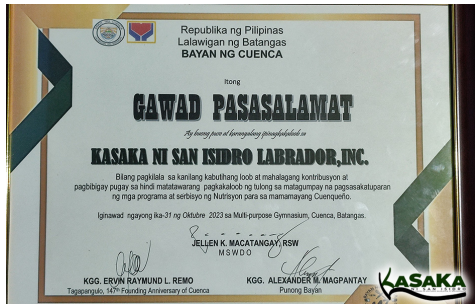 Republika ng Pilipinas
Lalawigan ng Batangas
BAYAN NG CUENCA
Itong
GAWAD PASASALAMAT
Ay buong puso at karangalang ipinagkakaloob sa
KASAKA NI SAN ISIDRO LABRADOR,INC.
Bilang pagkilala sa kanilang kabutihang loob at mahalagang kontribusyon at
pagbibigay pugay sa hindi matatawarang pagkakaloob ng tulong sa matagumpay na pagsasakatuparan
ng mga programa at serbisyo ng Nutrisyon para sa mamamayang Cuenqueño.
Iginawad ngayong ika-31 ng Oktubre 2023 sa Multi-purpose Gymnasium, Cuenca, Batangas.
JELLEN K. MACATANGAY, RSW
MSWDO
KGG. ERVIN RAYMUND L. REMO
Tagapangulo, 147th Founding Anniversary of Cuenca
KGG. ALEXANDER M. MAGPANTAY
Punong Bayan
KASAKA
NI SAN ISIDRO